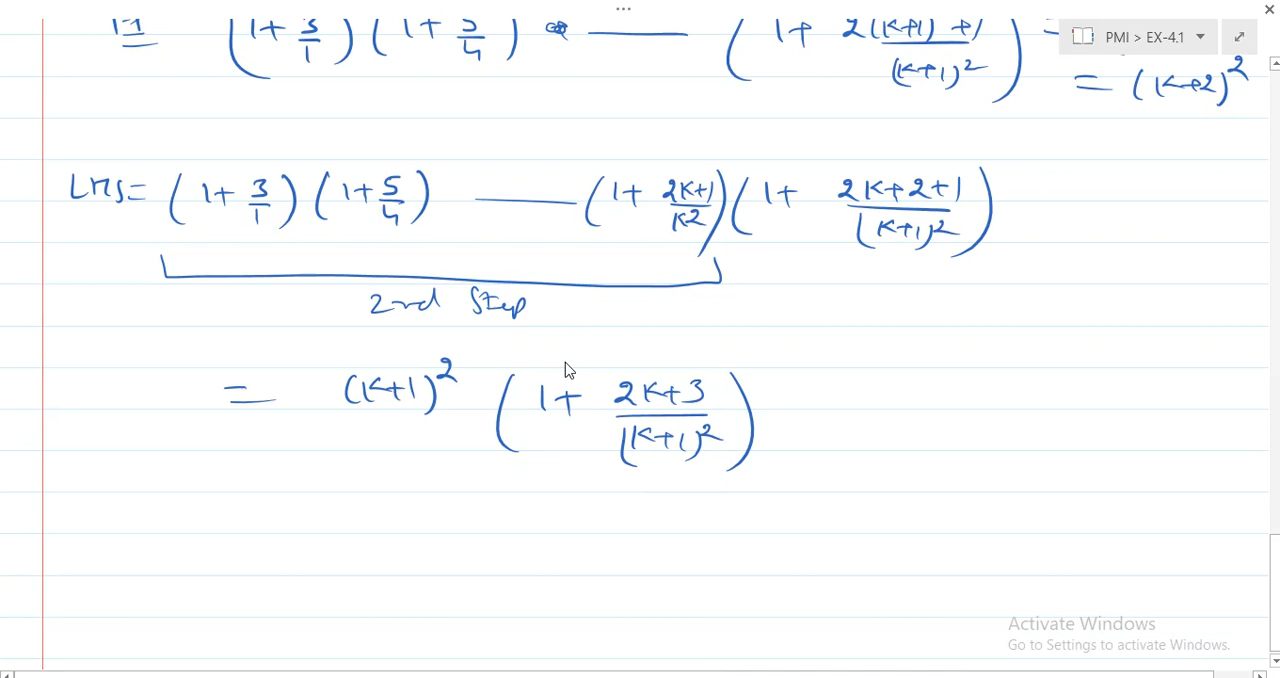 ...
PMI > EX-4.1
(1+ 3/1)(1+ 5/4) —— (1+ 2(k+1)+1/(k+1)²) =
= (k+2)²
LHS= (1+ 3/1)(1+ 5/4) —— (1+ 2k+1/k2)(1+ 2k+2+1/(k+1)²)
2nd Step
= (k+1)² (1+ 2k+3/(k+1)²)
Activate Windows
Go to Settings to activate Windows.